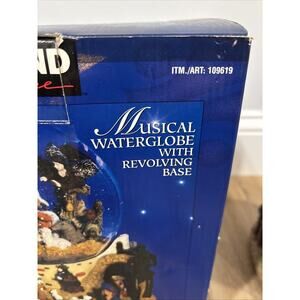 ND
ITM./ART: 109619
MUSICAL
WATERGLOBE
WITH
REVOLVING
BASE